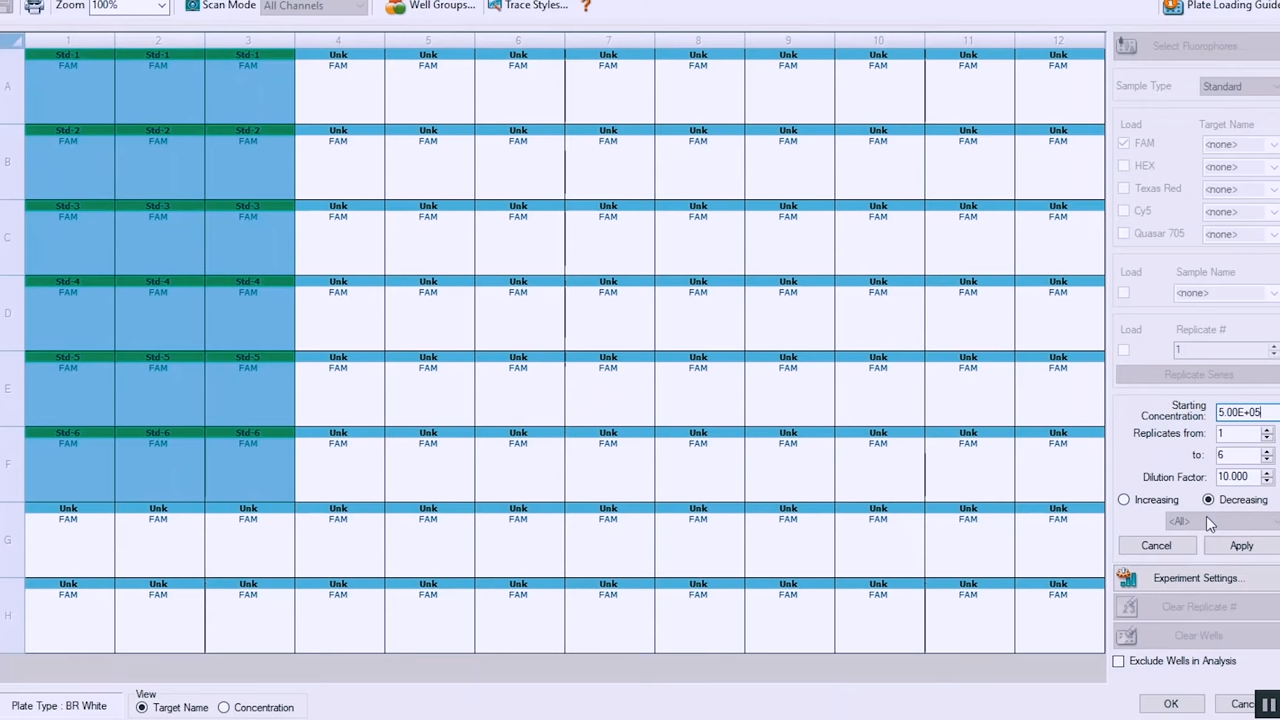 Zoom 100% Scan Mode All Channels Well Groups... Trace Styles... ? Plate Loading Guide
1 2 3 4 5 6 7 8 9 10 11 12
A Std-1 Std-1 Std-1 Unk Unk Unk Unk Unk Unk Unk Unk Unk
FAM FAM FAM FAM FAM FAM FAM FAM FAM FAM FAM FAM
B Std-2 Std-2 Std-2 Unk Unk Unk Unk Unk Unk Unk Unk Unk
FAM FAM FAM FAM FAM FAM FAM FAM FAM FAM FAM FAM
C Std-3 Std-3 Std-3 Unk Unk Unk Unk Unk Unk Unk Unk Unk
FAM FAM FAM FAM FAM FAM FAM FAM FAM FAM FAM FAM
D Std-4 Std-4 Std-4 Unk Unk Unk Unk Unk Unk Unk Unk Unk
FAM FAM FAM FAM FAM FAM FAM FAM FAM FAM FAM FAM
E Std-5 Std-5 Std-5 Unk Unk Unk Unk Unk Unk Unk Unk Unk
FAM FAM FAM FAM FAM FAM FAM FAM FAM FAM FAM FAM
F Std-6 Std-6 Std-6 Unk Unk Unk Unk Unk Unk Unk Unk Unk
FAM FAM FAM FAM FAM FAM FAM FAM FAM FAM FAM FAM
G Unk Unk Unk Unk Unk Unk Unk Unk Unk Unk Unk Unk
FAM FAM FAM FAM FAM FAM FAM FAM FAM FAM FAM FAM
H Unk Unk Unk Unk Unk Unk Unk Unk Unk Unk Unk Unk
FAM FAM FAM FAM FAM FAM FAM FAM FAM FAM FAM FAM
Select Fluorophores...
Sample Type Standard
Load Target Name
FAM <none>
HEX <none>
Texas Red <none>
Cy5 <none>
Quasar 705 <none>
Load Sample Name
<none>
Load Replicate #
1
Replicate Series
Starting
Concentration: 5.00E+05
Replicates from: 1
to: 6
Dilution Factor: 10.000
Increasing Decreasing
<All>
Cancel Apply
Experiment Settings...
Clear Replicate #
Clear Wells
Exclude Wells in Analysis
Plate Type : BR White
View
Target Name Concentration
OK Canc